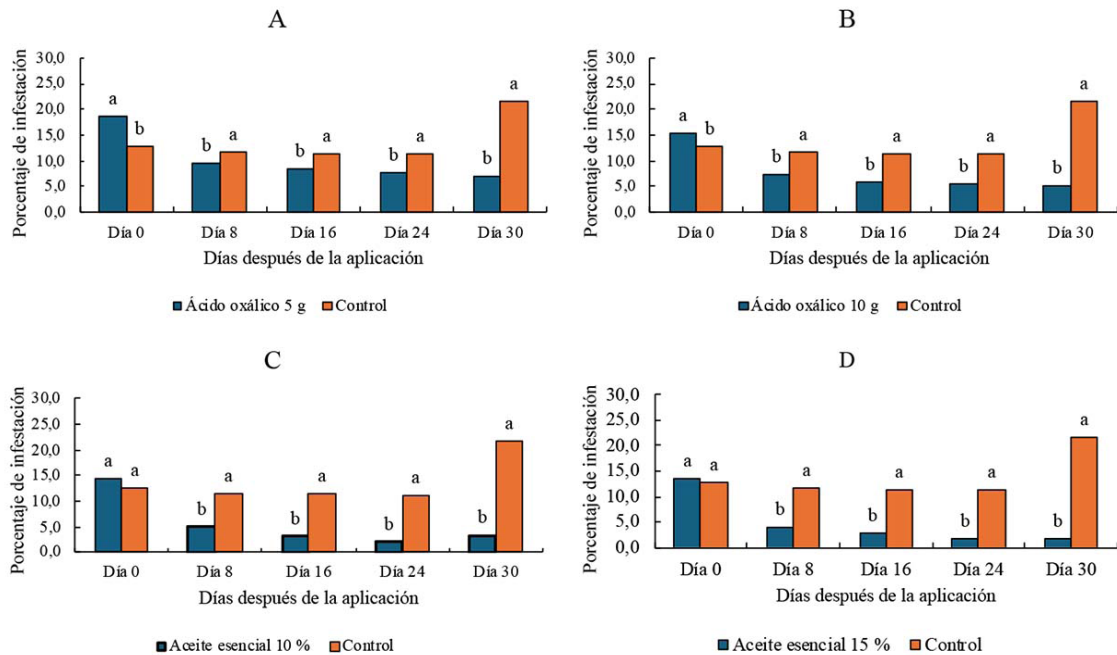 A
Porcentaje de infestación
30,0
25,0
20,0
15,0
10,0
5,0
0,0
a b
b a
b a
b a
b a
Día 0 Día 8 Día 16 Día 24 Día 30
Días después de la aplicación
Ácido oxálico 5 g Control
B
Porcentaje de infestación
30,0
25,0
20,0
15,0
10,0
5,0
0,0
a b
b a
b a
b a
b a
Día 0 Día 8 Día 16 Día 24 Día 30
Días después de la aplicación
Ácido oxálico 10 g Control
C
Porcentaje de infestación
30,0
25,0
20,0
15,0
10,0
5,0
0,0
a a
b a
b a
b a
b a
Día 0 Día 8 Día 16 Día 24 Día 30
Días después de la aplicación
Aceite esencial 10 % Control
D
Porcentaje de infestación
30,0
25,0
20,0
15,0
10,0
5,0
0,0
a a
b a
b a
b a
b a
Día 0 Día 8 Día 16 Día 24 Día 30
Días después de la aplicación
Aceite esencial 15 % Control